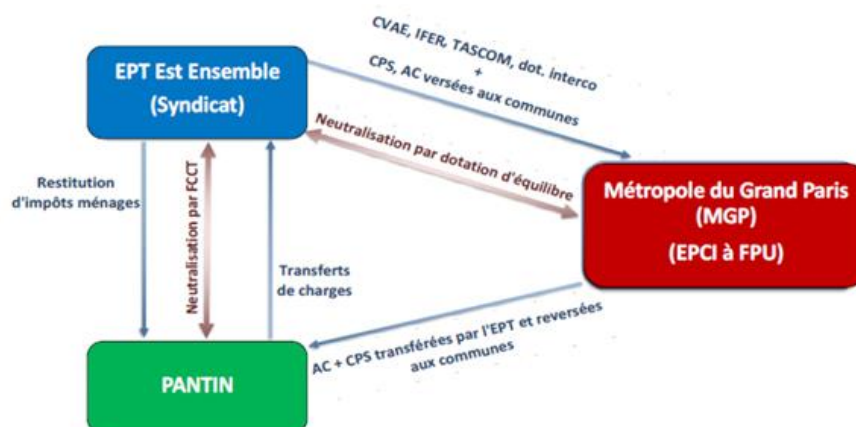 EPT Est Ensemble
(Syndicat)
CVAE, IFER, TASCOM, dot. interco
+
CPS, AC versées aux communes
Neutralisation par dotation d'équilibre
Métropole du Grand Paris
(MGP)
(EPCI à FPU)
Restitution
d'impôts ménages
Neutralisation par FCCT
Transferts
de charges
AC + CPS transférées par l'EPT et reversées
aux communes
PANTIN